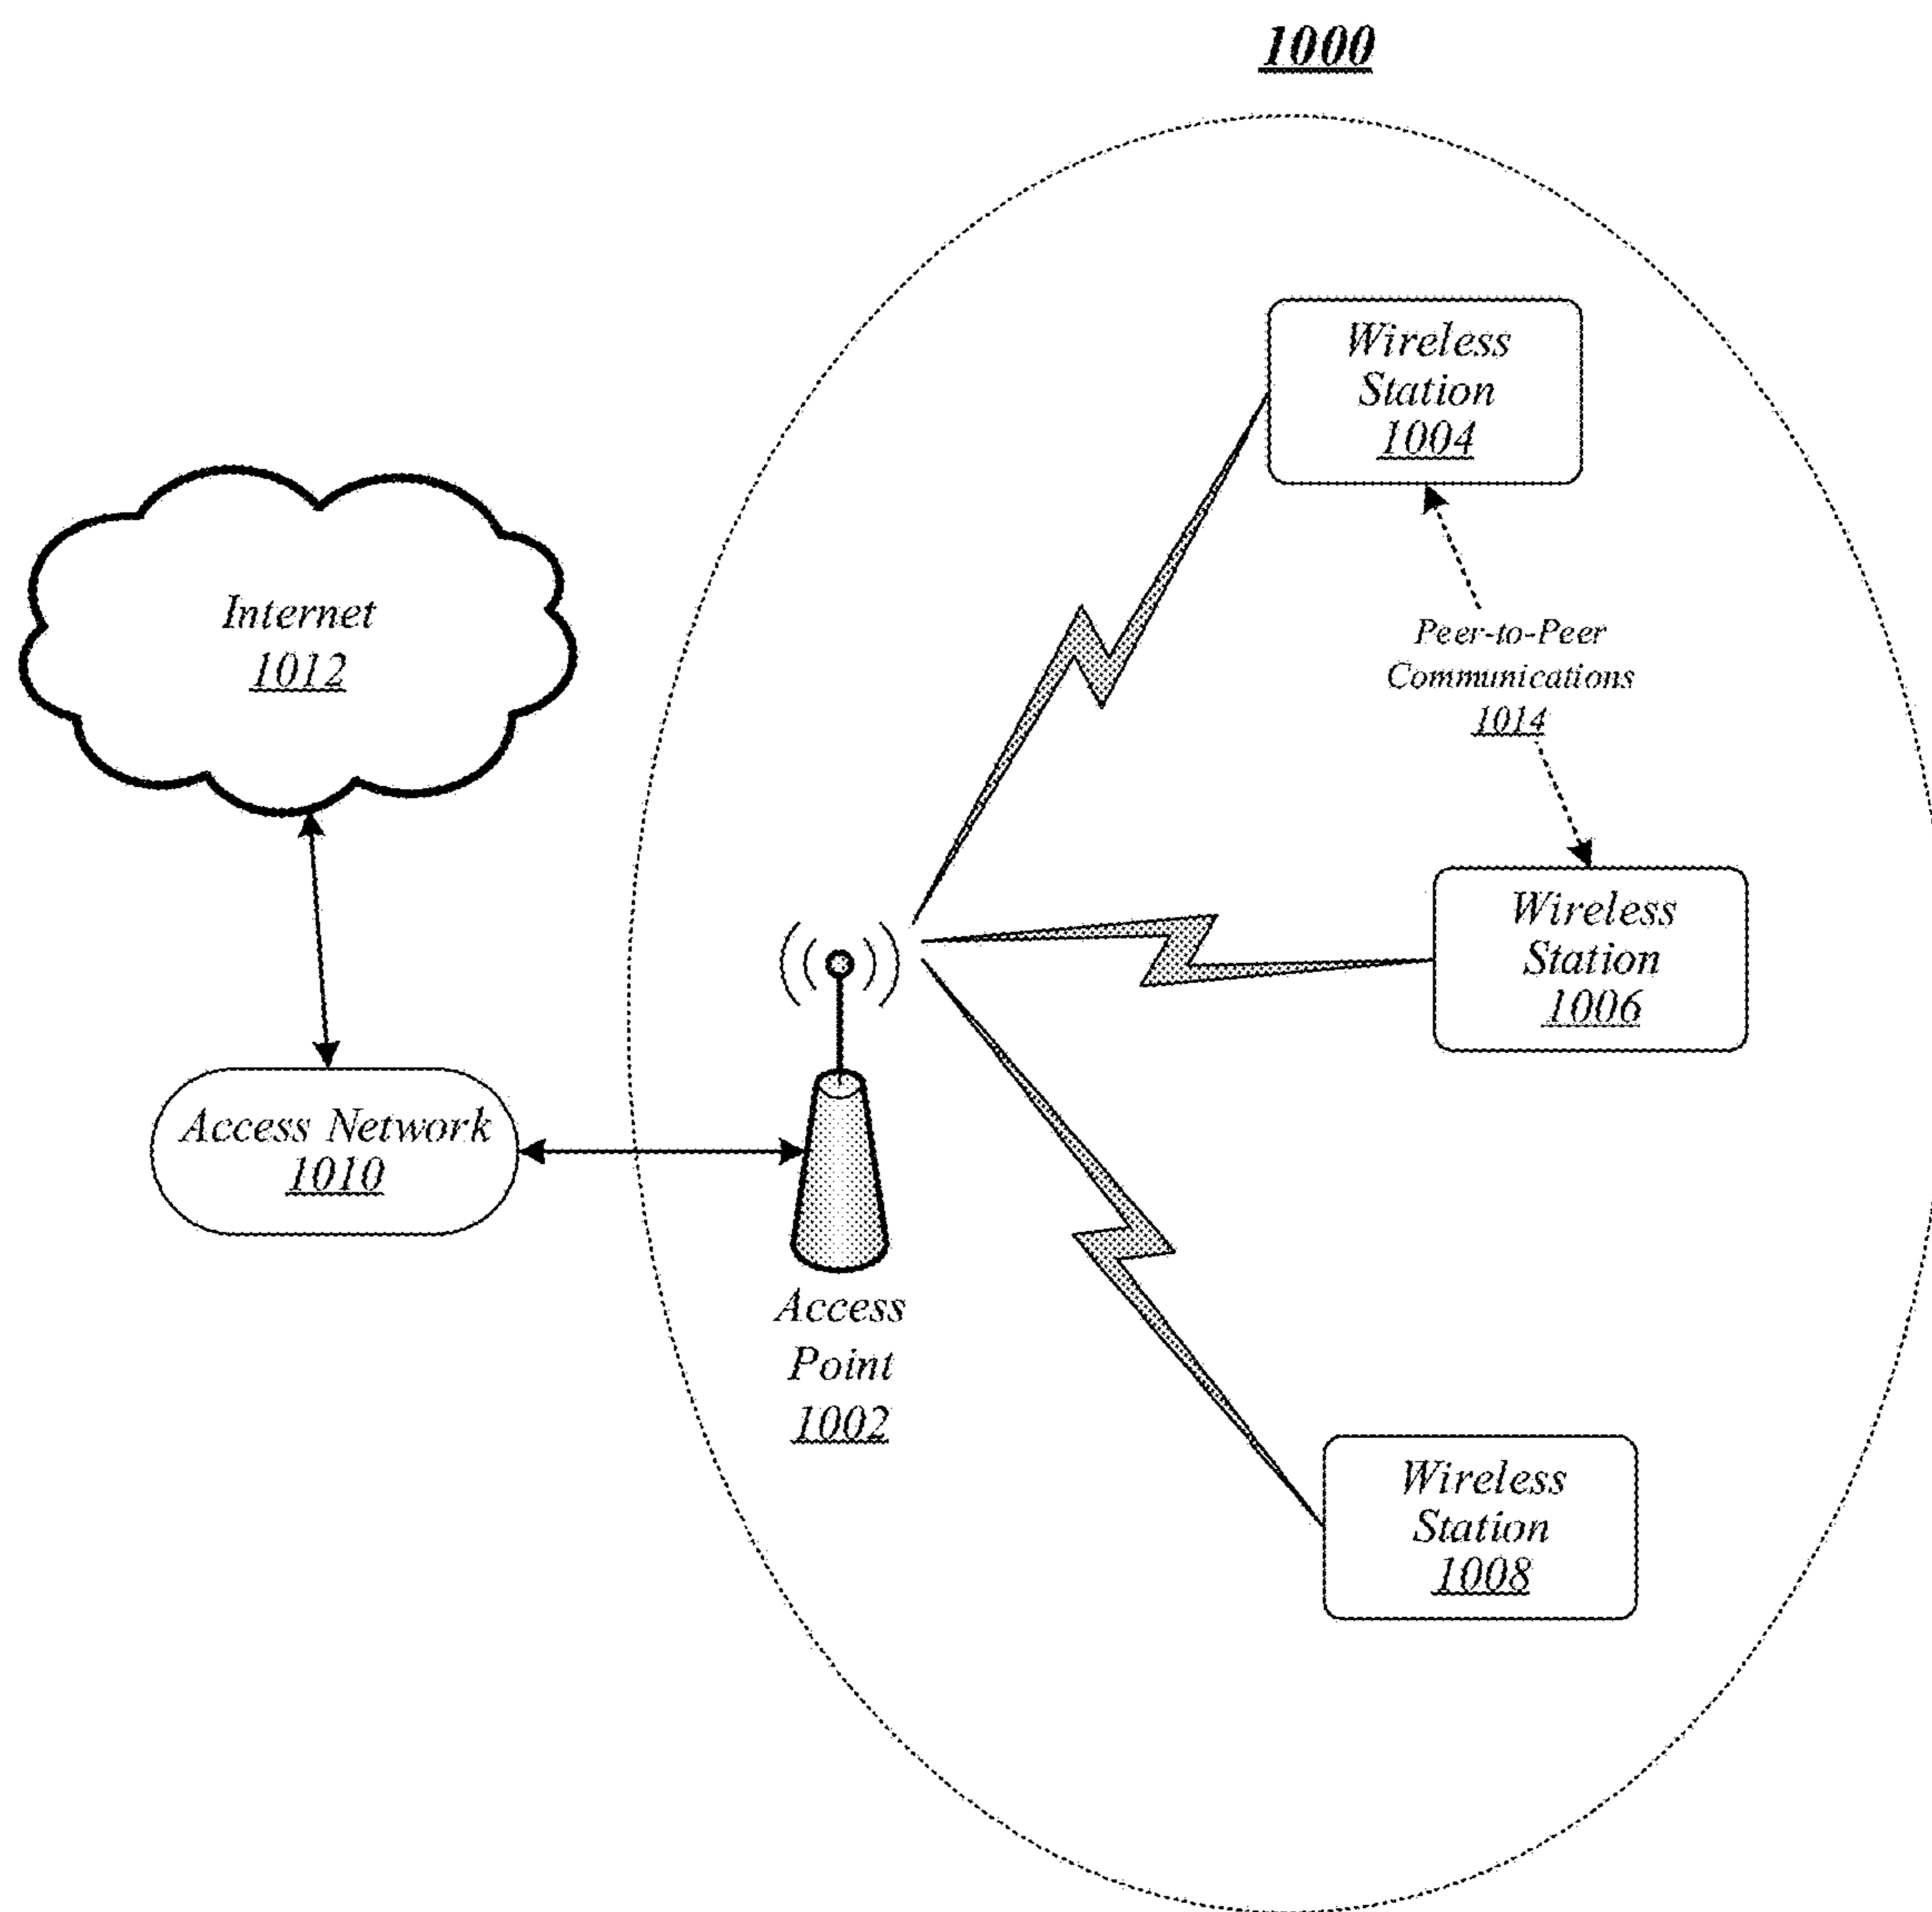 1000
Wireless
Station
1004
Internet
1012
Peer-to-Peer
Communications
1014
Wireless
Station
1006
Access Network
1010
Access
Point
1002
Wireless
Station
1008